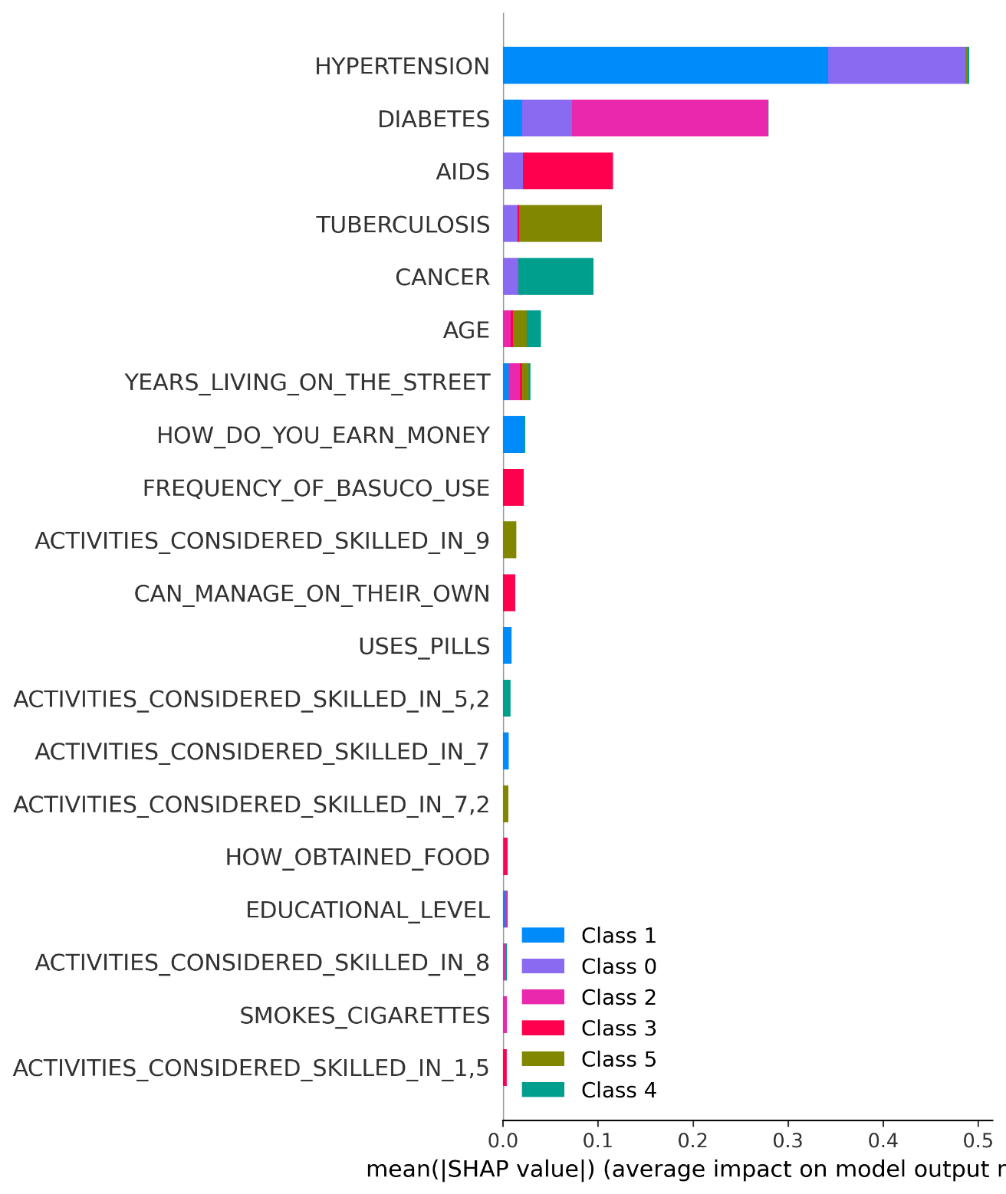 HYPERTENSION
DIABETES
AIDS
TUBERCULOSIS
CANCER
AGE
YEARS_LIVING_ON_THE_STREET
HOW_DO_YOU_EARN_MONEY
FREQUENCY_OF_BASUCO_USE
ACTIVITIES_CONSIDERED_SKILLED_IN_9
CAN_MANAGE_ON_THEIR_OWN
USES_PILLS
ACTIVITIES_CONSIDERED_SKILLED_IN_5,2
ACTIVITIES_CONSIDERED_SKILLED_IN_7
ACTIVITIES_CONSIDERED_SKILLED_IN_7,2
HOW_OBTAINED_FOOD
EDUCATIONAL_LEVEL
ACTIVITIES_CONSIDERED_SKILLED_IN_8
SMOKES_CIGARETTES
ACTIVITIES_CONSIDERED_SKILLED_IN_1,5
Class 1
Class 0
Class 2
Class 3
Class 5
Class 4
0.0 0.1 0.2 0.3 0.4 0.5
mean(|SHAP value|) (average impact on model output